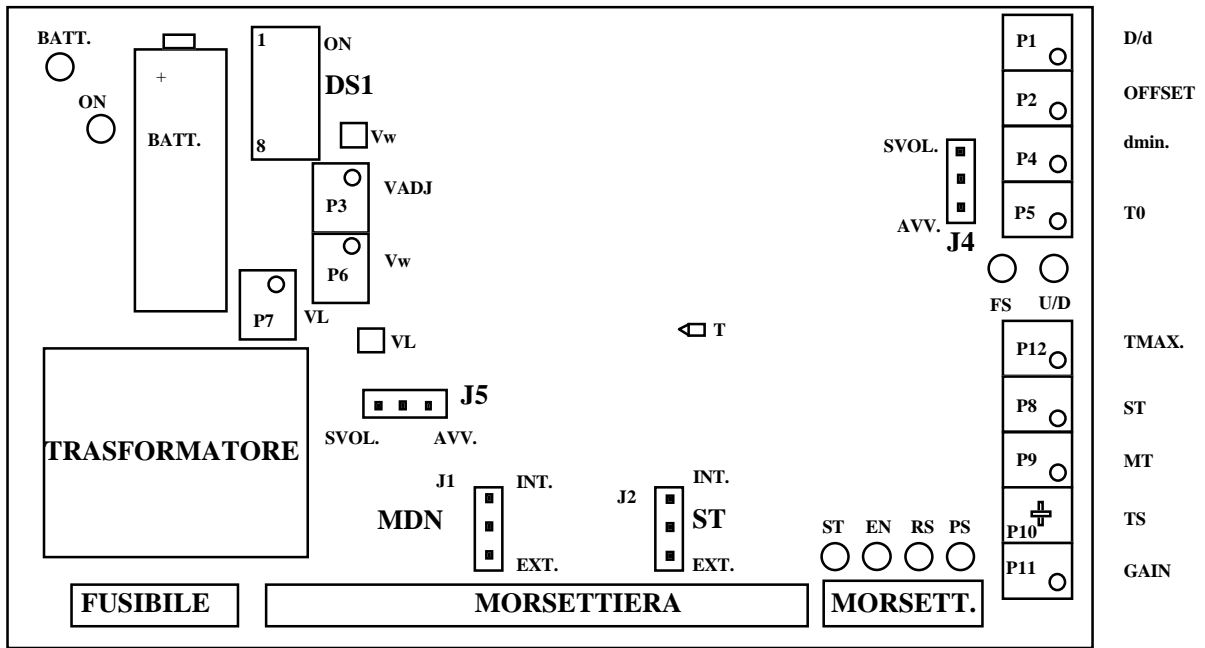 BATT.
ON
+
BATT.
1
8
ON
DS1
Vw
P3
VADJ
P6
Vw
P7
VL
VL
SVOL.
AVV.
J4
P1
D/d
P2
OFFSET
P4
dmin.
P5
T0
FS
U/D
T
P12
TMAX.
P8
ST
P9
MT
P10
TS
P11
GAIN
TRASFORMATORE
J5
SVOL.
AVV.
J1
INT.
MDN
EXT.
J2
INT.
ST
EXT.
ST
EN
RS
PS
FUSIBILE
MORSETTIERA
MORSETT.